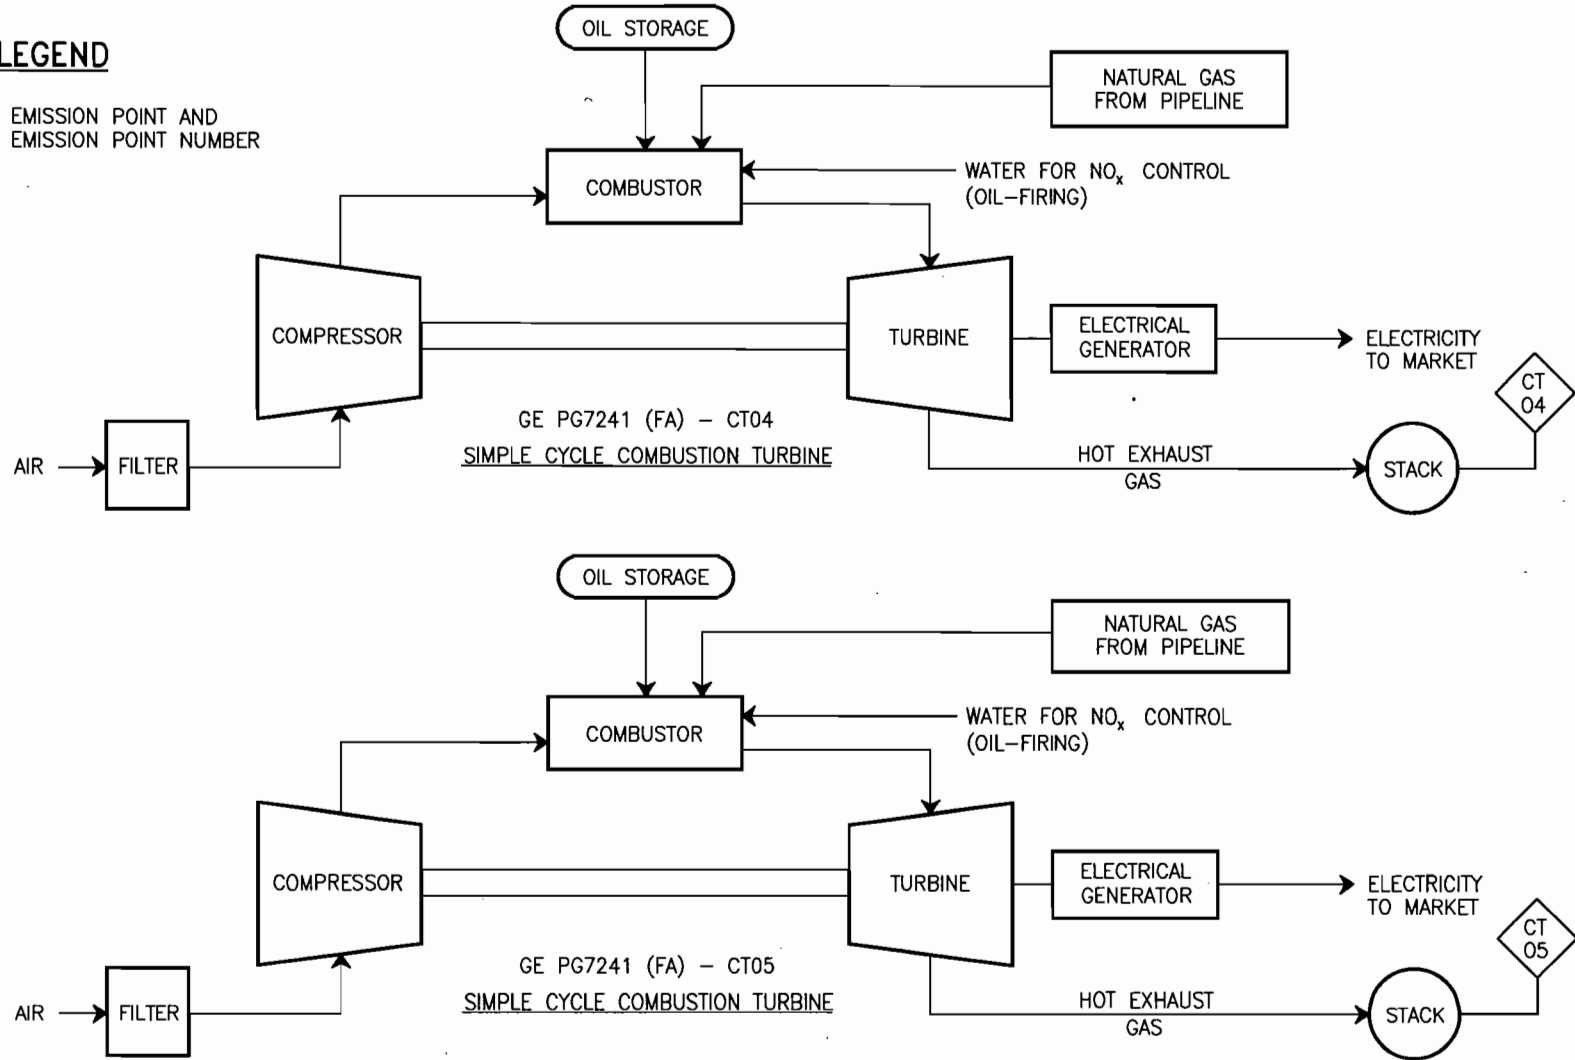 LEGEND
EMISSION POINT AND
EMISSION POINT NUMBER
OIL STORAGE
NATURAL GAS
FROM PIPELINE
COMBUSTOR
WATER FOR NOₓ CONTROL
(OIL-FIRING)
COMPRESSOR
TURBINE
ELECTRICAL
GENERATOR
ELECTRICITY
TO MARKET
CT
04
GE PG7241 (FA) - CT04
SIMPLE CYCLE COMBUSTION TURBINE
AIR
FILTER
HOT EXHAUST
GAS
STACK
OIL STORAGE
NATURAL GAS
FROM PIPELINE
COMBUSTOR
WATER FOR NOₓ CONTROL
(OIL-FIRING)
COMPRESSOR
TURBINE
ELECTRICAL
GENERATOR
ELECTRICITY
TO MARKET
CT
05
GE PG7241 (FA) - CT05
SIMPLE CYCLE COMBUSTION TURBINE
AIR
FILTER
HOT EXHAUST
GAS
STACK